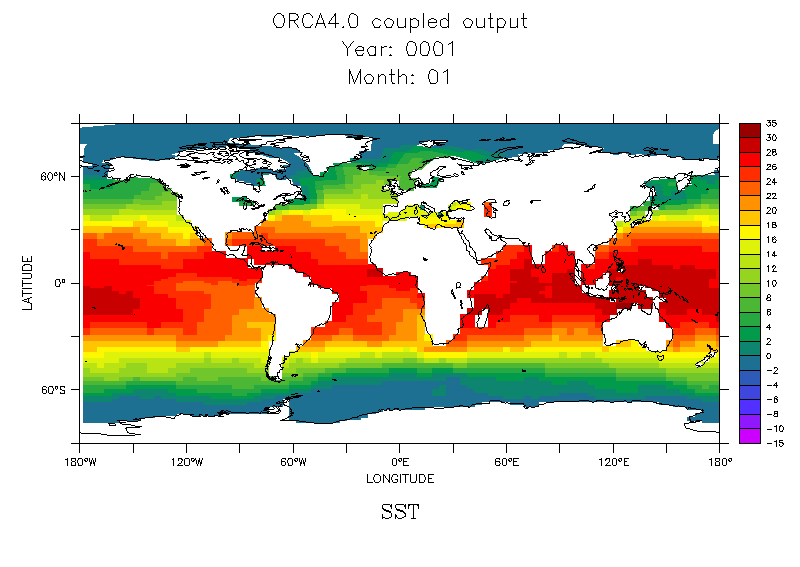 ORCA4.0 coupled output
Year: 0001
Month: 01
60°N
0°
60°S
LATITUDE
180°W
120°W
60°W
0°E
60°E
120°E
180°
LONGITUDE
SST
35
30
28
26
24
22
20
18
16
14
12
10
8
6
4
2
0
-2
-4
-6
-8
-10
-15